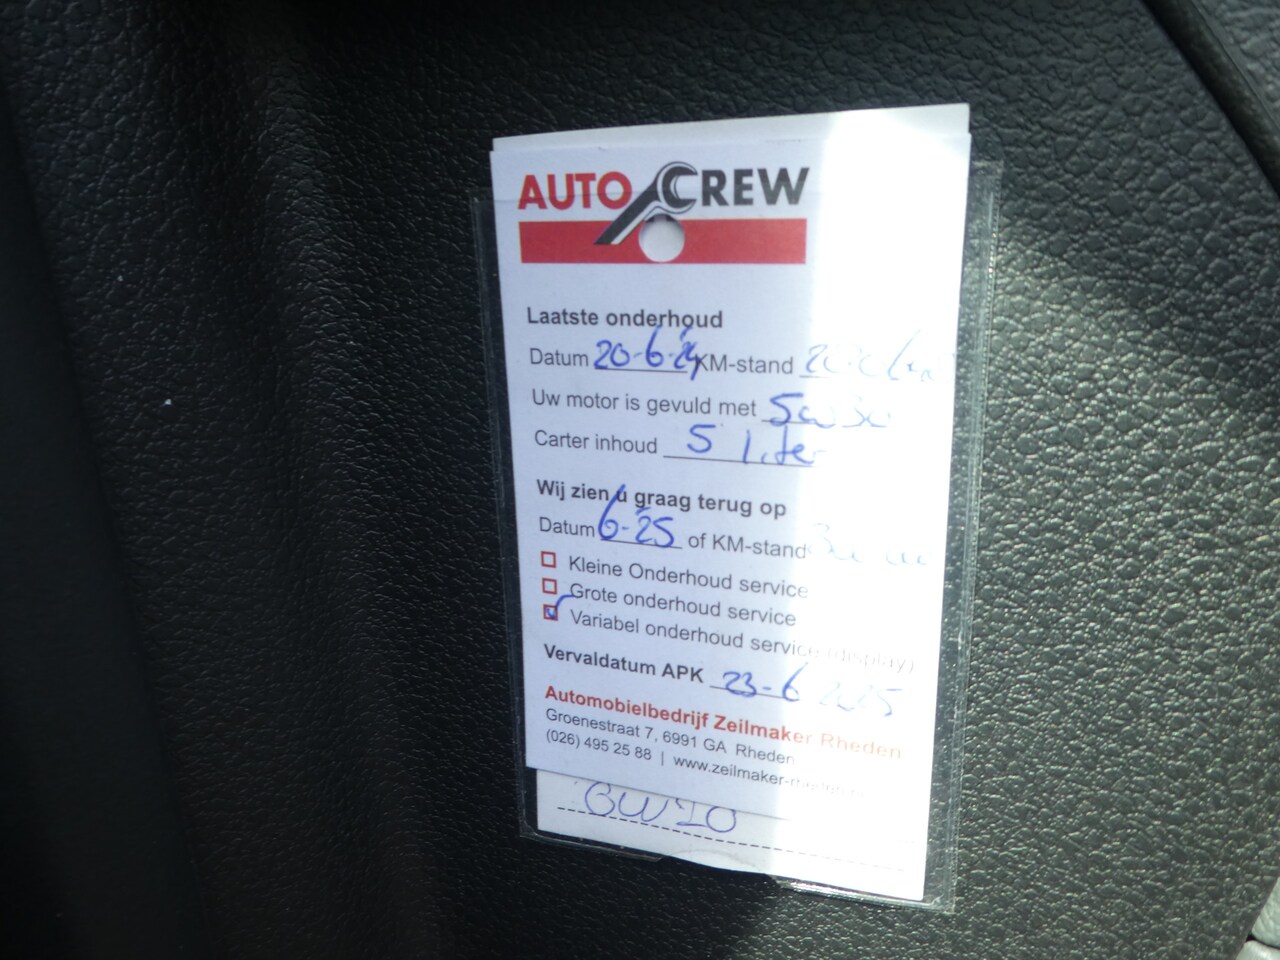 AUTO CREW
Laatste onderhoud
Datum 20-6-24 KM-stand
Uw motor is gevuld met 5w30
Carter inhoud 5 liter
Wij zien u graag terug op
Datum 6-25 of KM-stand
Kleine Onderhoud service
Grote onderhoud service
Variabel onderhoud service (display)
Vervaldatum APK 23-6 2025
Automobielbedrijf Zeilmaker Rheden
Groenestraat 7, 6991 GA Rheden
(026) 495 25 88 | www.zeilmaker-rheden.nl